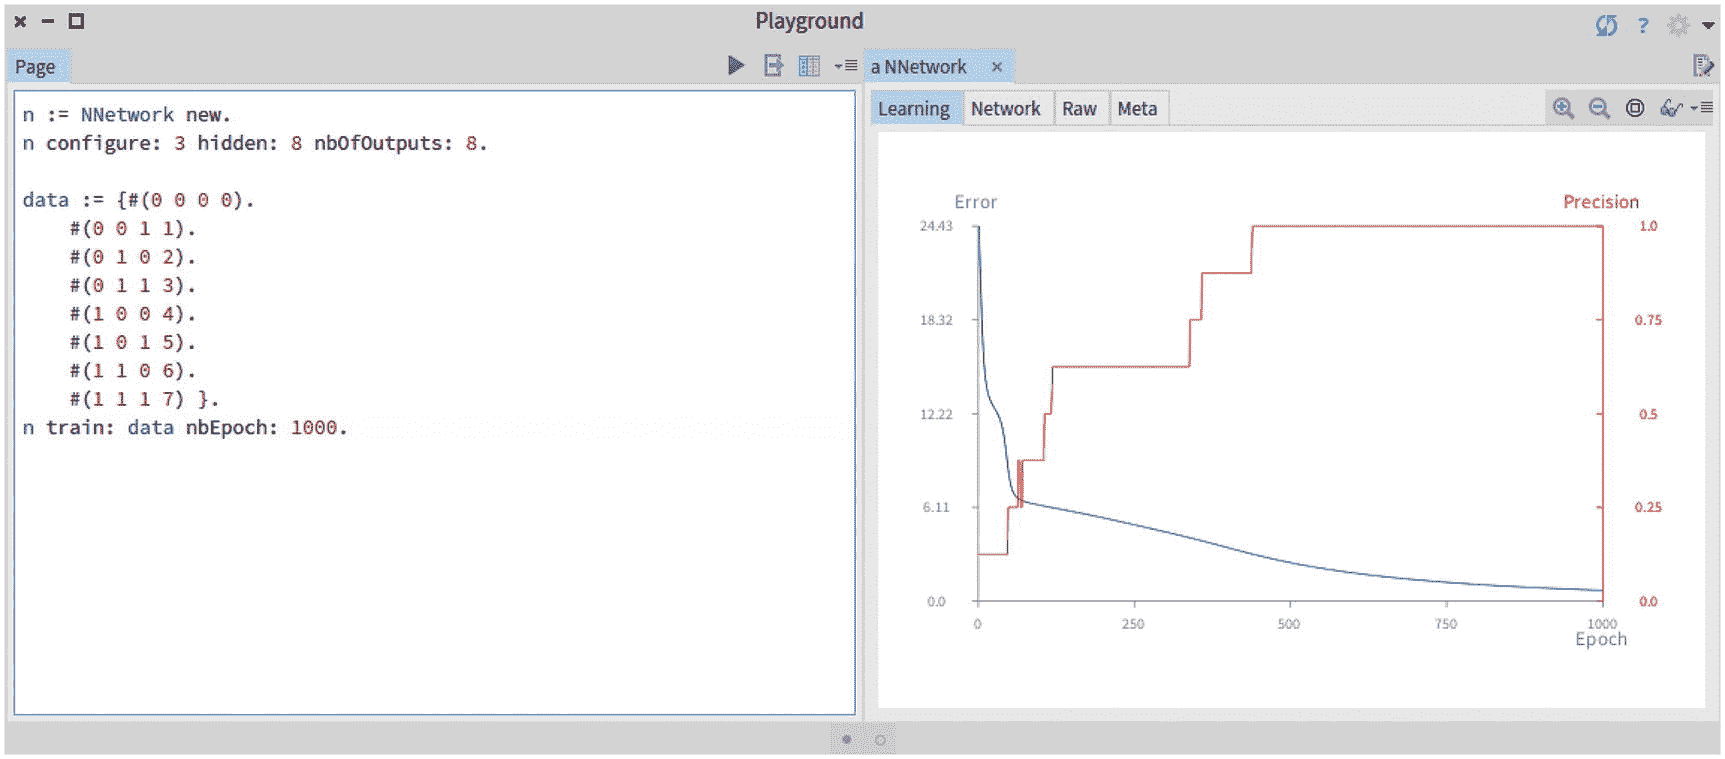 Playground
?
Page
a NNetwork ×
Learning Network Raw Meta
n := NNetwork new.
n configure: 3 hidden: 8 nbOfOutputs: 8.
data := {#(0 0 0 0).
#(0 0 1 1).
#(0 1 0 2).
#(0 1 1 3).
#(1 0 0 4).
#(1 0 1 5).
#(1 1 0 6).
#(1 1 1 7) }.
n train: data nbEpoch: 1000.
Error
Precision
24.43
1.0
18.32
0.75
12.22
0.5
6.11
0.25
0.0
0.0
0 250 500 750 1000
Epoch